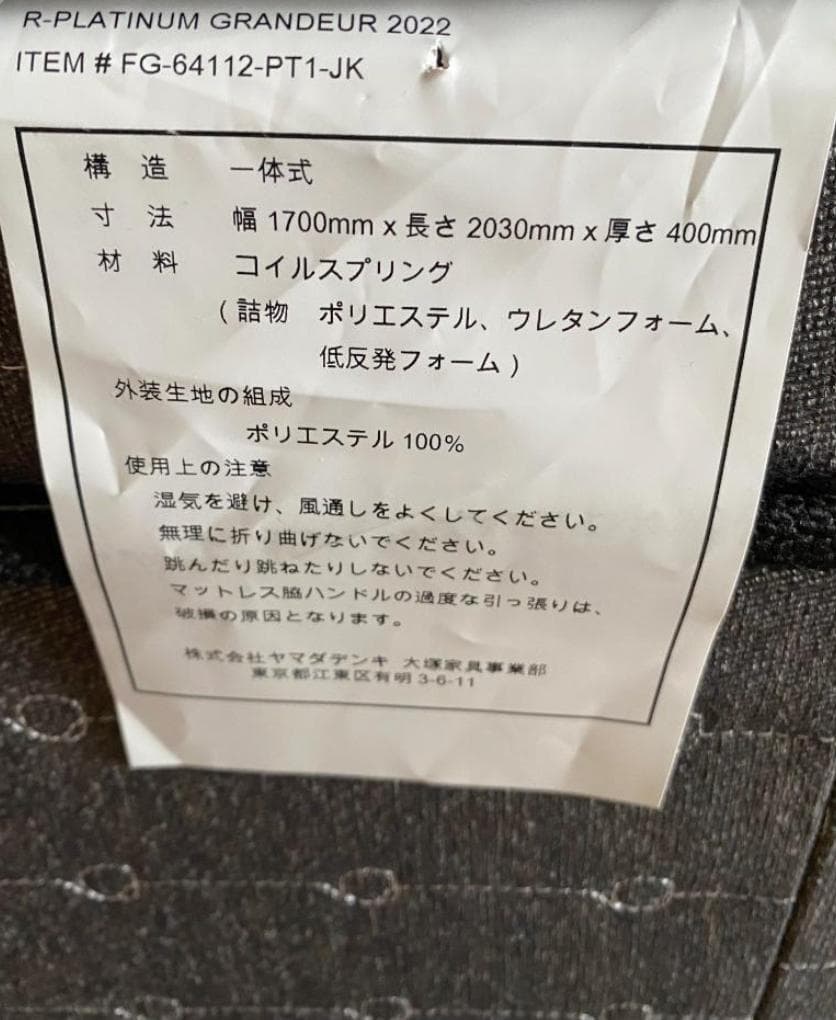 R-PLATINUM GRANDEUR 2022
ITEM # FG-64112-PT1-JK
構 造 一体式
寸 法 幅 1700mm x 長さ 2030mm x 厚さ 400mm
材 料 コイルスプリング
(詰物 ポリエステル、ウレタンフォーム、
低反発フォーム)
外装生地の組成
ポリエステル 100%
使用上の注意
湿気を避け、風通しをよくしてください。
無理に折り曲げないでください。
跳んだり跳ねたりしないでください。
マットレス脇ハンドルの過度な引っ張りは、
破損の原因となります。
株式会社ヤマダデンキ 大塚家具事業部
東京都江東区有明 3-6-11